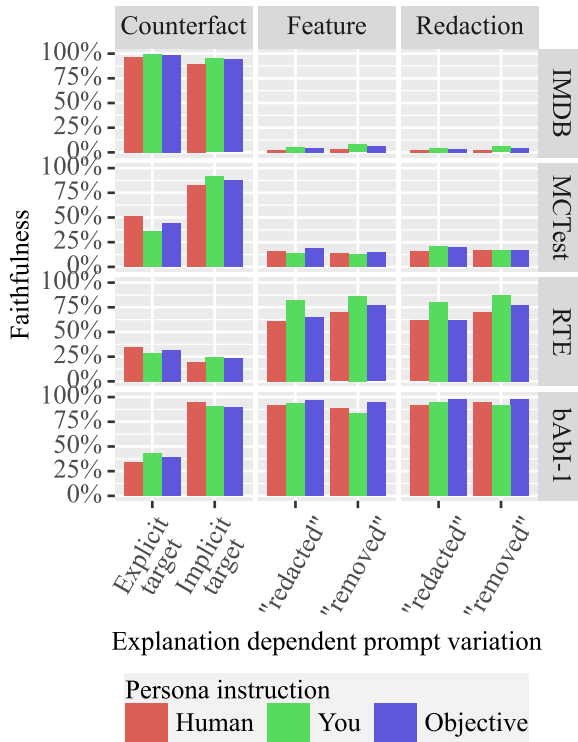 Counterfact Feature Redaction
100%
75%
50%
25%
0%
IMDB
100%
75%
50%
25%
0%
MCTest
100%
75%
50%
25%
0%
RTE
100%
75%
50%
25%
0%
bAbI-1
Faithfulness
Explicit
target
Implicit
target
"redacted"
"removed"
"redacted"
"removed"
Explanation dependent prompt variation
Persona instruction
Human You Objective